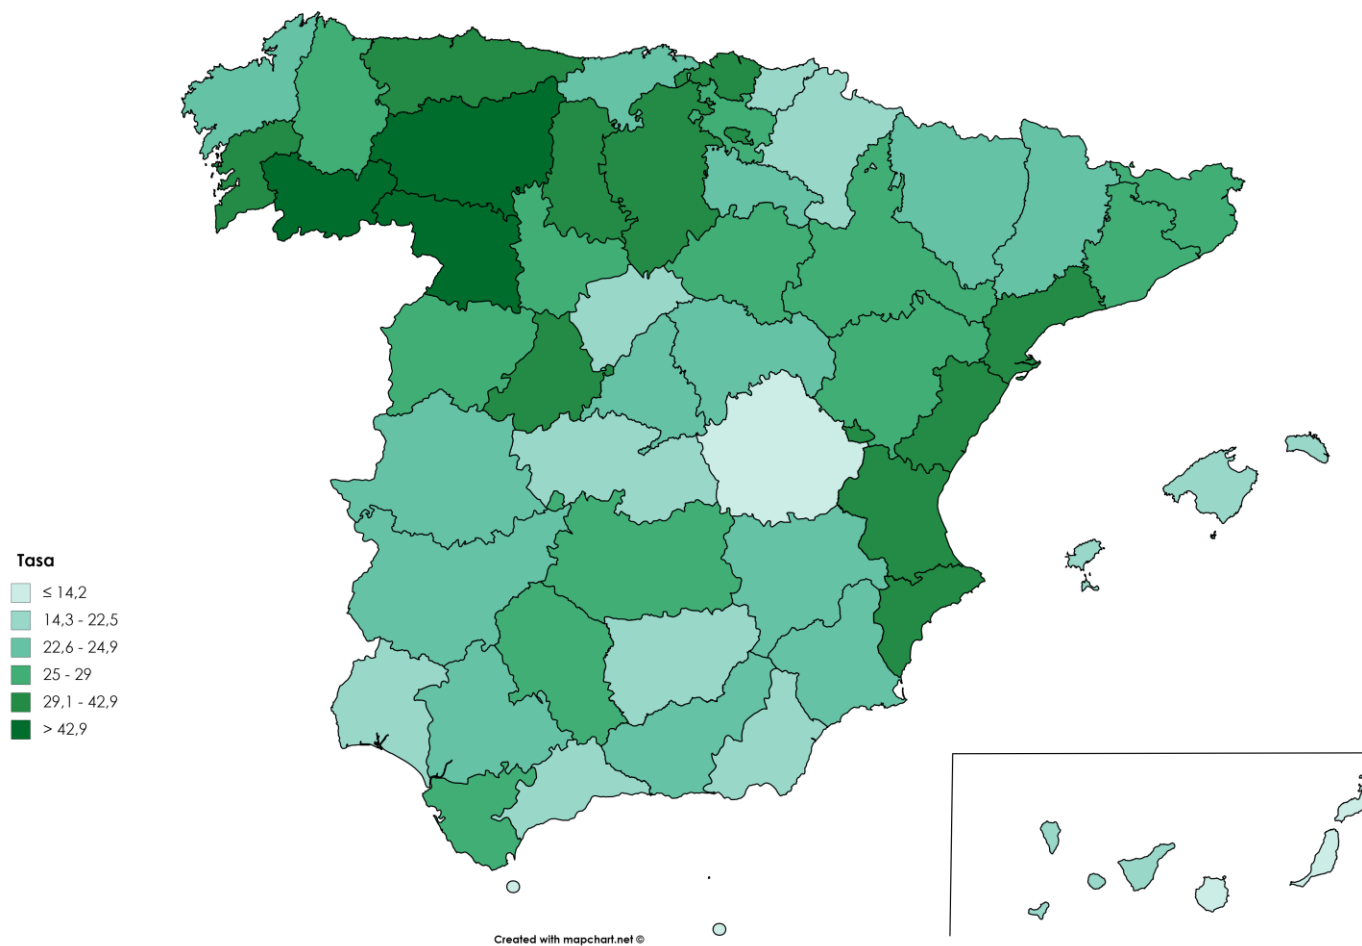 Tasa
≤ 14,2
14,3 - 22,5
22,6 - 24,9
25 - 29
29,1 - 42,9
> 42,9
Created with mapchart.net ©